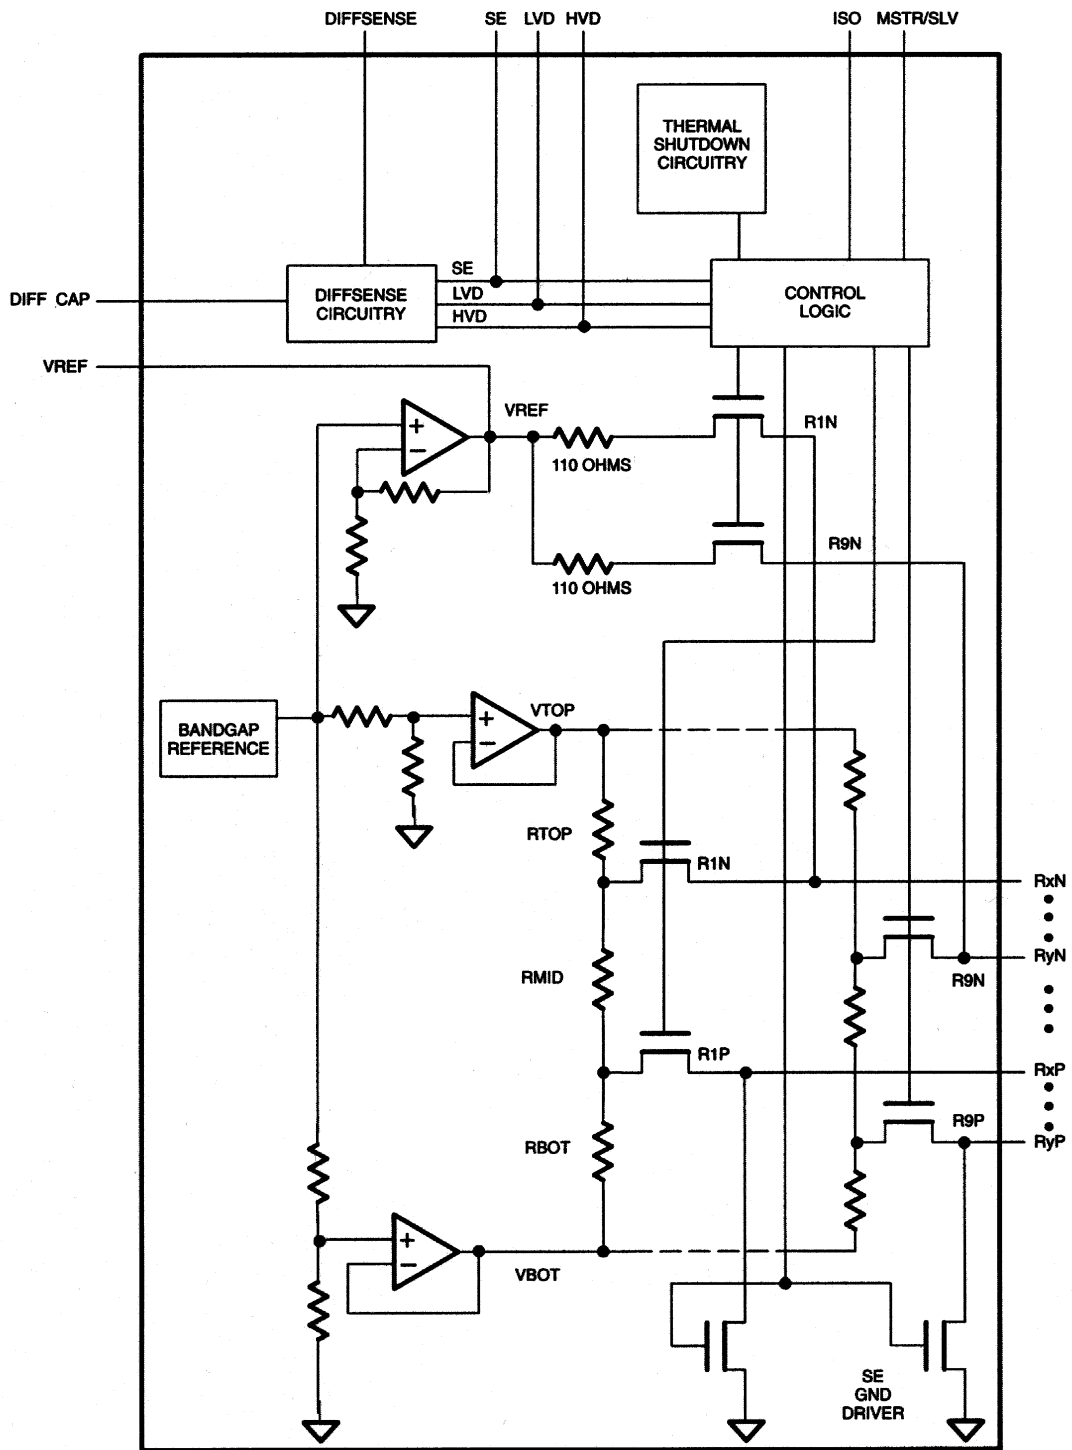 DIFFSENSE SE LVD HVD ISO MSTR/SLV
THERMAL
SHUTDOWN
CIRCUITRY
SE
LVD
HVD
DIFF CAP
DIFFSENSE
CIRCUITRY
CONTROL
LOGIC
VREF
+
−
VREF
110 OHMS
R1N
110 OHMS
R9N
BANDGAP
REFERENCE
+
−
VTOP
RTOP
R1N
RxN
RyN
R9N
RMID
R1P
RxP
R9P
RyP
RBOT
+
−
VBOT
SE
GND
DRIVER